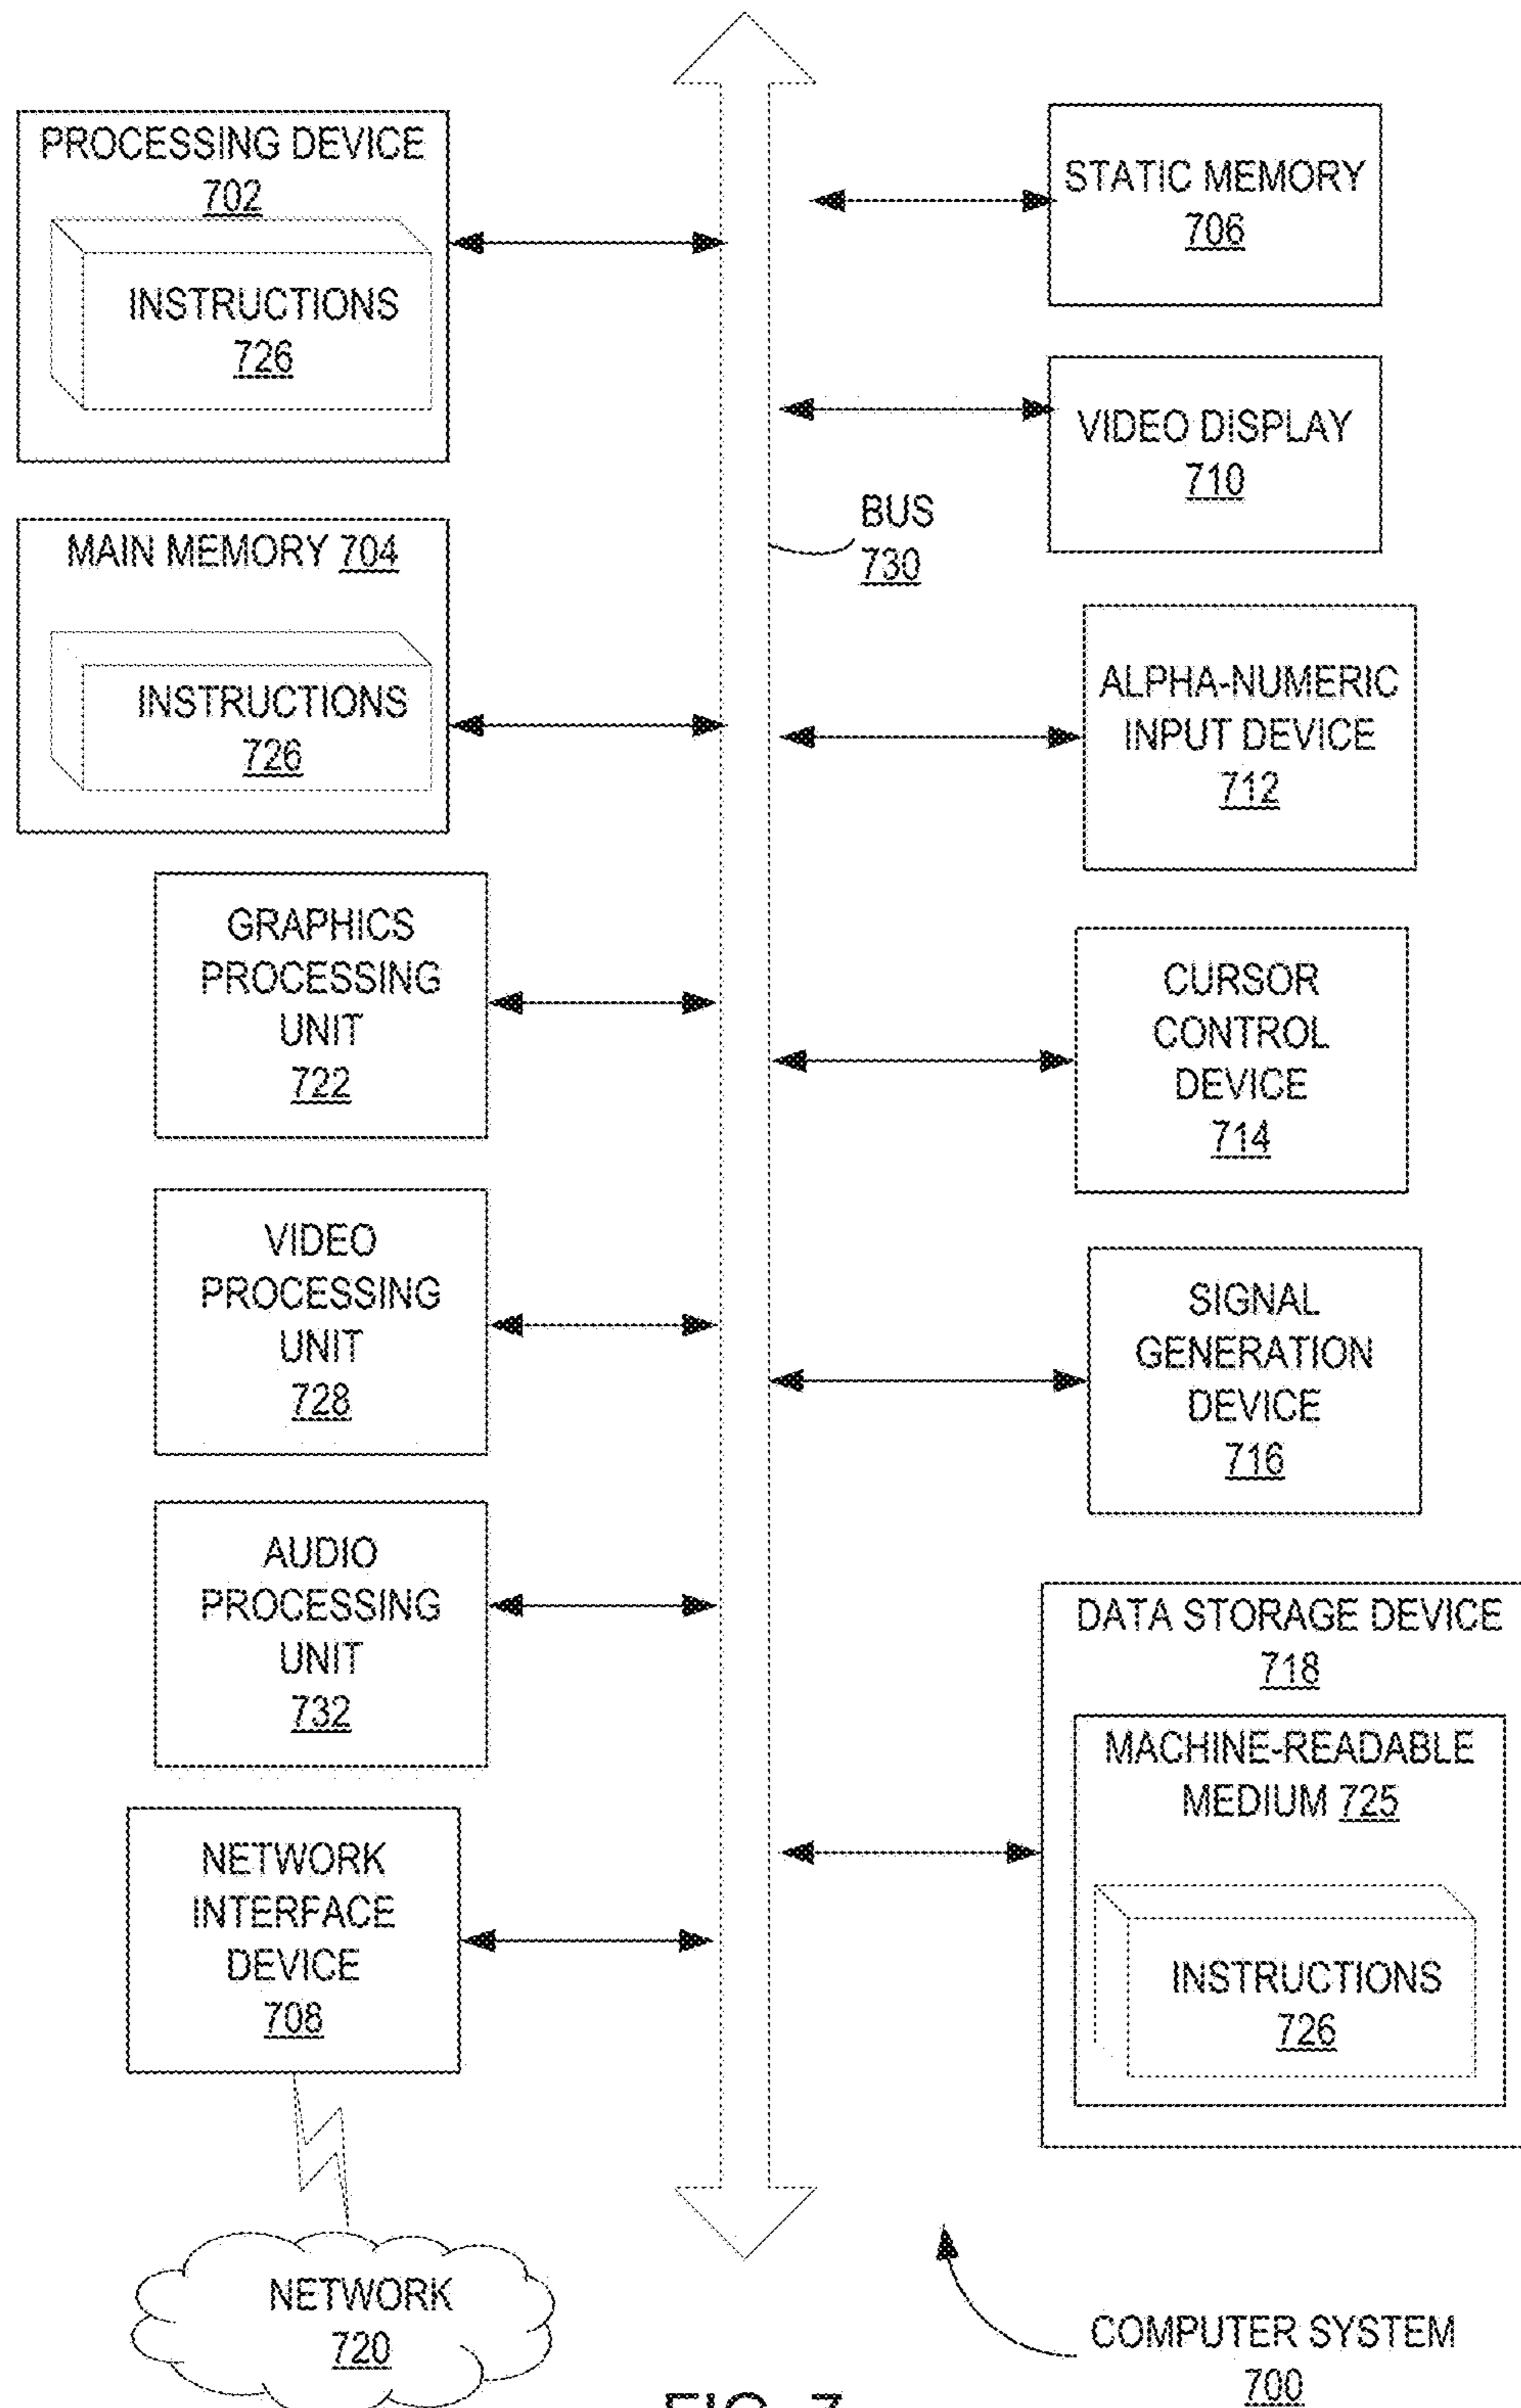 PROCESSING DEVICE
702
INSTRUCTIONS
726
MAIN MEMORY 704
INSTRUCTIONS
726
GRAPHICS
PROCESSING
UNIT
722
VIDEO
PROCESSING
UNIT
728
AUDIO
PROCESSING
UNIT
732
NETWORK
INTERFACE
DEVICE
708
NETWORK
720
BUS
730
STATIC MEMORY
706
VIDEO DISPLAY
710
ALPHA-NUMERIC
INPUT DEVICE
712
CURSOR
CONTROL
DEVICE
714
SIGNAL
GENERATION
DEVICE
716
DATA STORAGE DEVICE
718
MACHINE-READABLE
MEDIUM 725
INSTRUCTIONS
726
COMPUTER SYSTEM
700
FIG. 7